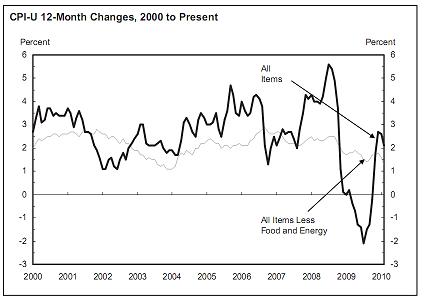 CPI-U 12-Month Changes, 2000 to Present
Percent Percent
6 6
5 5
All
Items
4 4
3 3
2 2
1 1
0 0
-1 -1
All Items Less
Food and Energy
-2 -2
-3 -3
2000 2001 2002 2003 2004 2005 2006 2007 2008 2009 2010